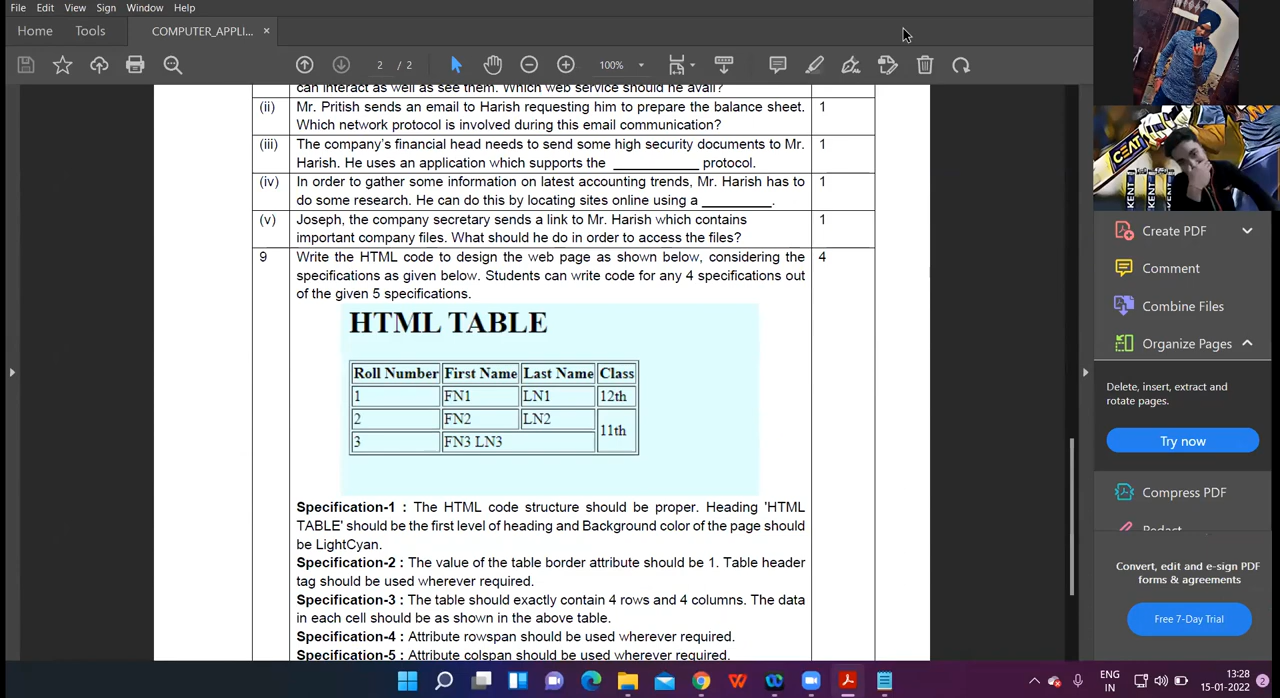 File Edit View Sign Window Help
Home Tools COMPUTER_APPLI... ×
2 / 2 100%
can interact as well as see them. Which web service should he avail?
(ii) Mr. Pritish sends an email to Harish requesting him to prepare the balance sheet. 1
Which network protocol is involved during this email communication?
(iii) The company's financial head needs to send some high security documents to Mr. 1
Harish. He uses an application which supports the __________ protocol.
(iv) In order to gather some information on latest accounting trends, Mr. Harish has to 1
do some research. He can do this by locating sites online using a ________.
(v) Joseph, the company secretary sends a link to Mr. Harish which contains 1
important company files. What should he do in order to access the files?
9 Write the HTML code to design the web page as shown below, considering the 4
specifications as given below. Students can write code for any 4 specifications out
of the given 5 specifications.
HTML TABLE
Roll Number First Name Last Name Class
1 FN1 LN1 12th
2 FN2 LN2
11th
3 FN3 LN3
Specification-1 : The HTML code structure should be proper. Heading 'HTML
TABLE' should be the first level of heading and Background color of the page should
be LightCyan.
Specification-2 : The value of the table border attribute should be 1. Table header
tag should be used wherever required.
Specification-3 : The table should exactly contain 4 rows and 4 columns. The data
in each cell should be as shown in the above table.
Specification-4 : Attribute rowspan should be used wherever required.
Specification-5 : Attribute colspan should be used wherever required.
CEAT
KENT KENT
Create PDF
Comment
Combine Files
Organize Pages
Delete, insert, extract and
rotate pages.
Try now
Compress PDF
Redact
Convert, edit and e-sign PDF
forms & agreements
Free 7-Day Trial
ENG
IN
13:28
15-01-2022
2